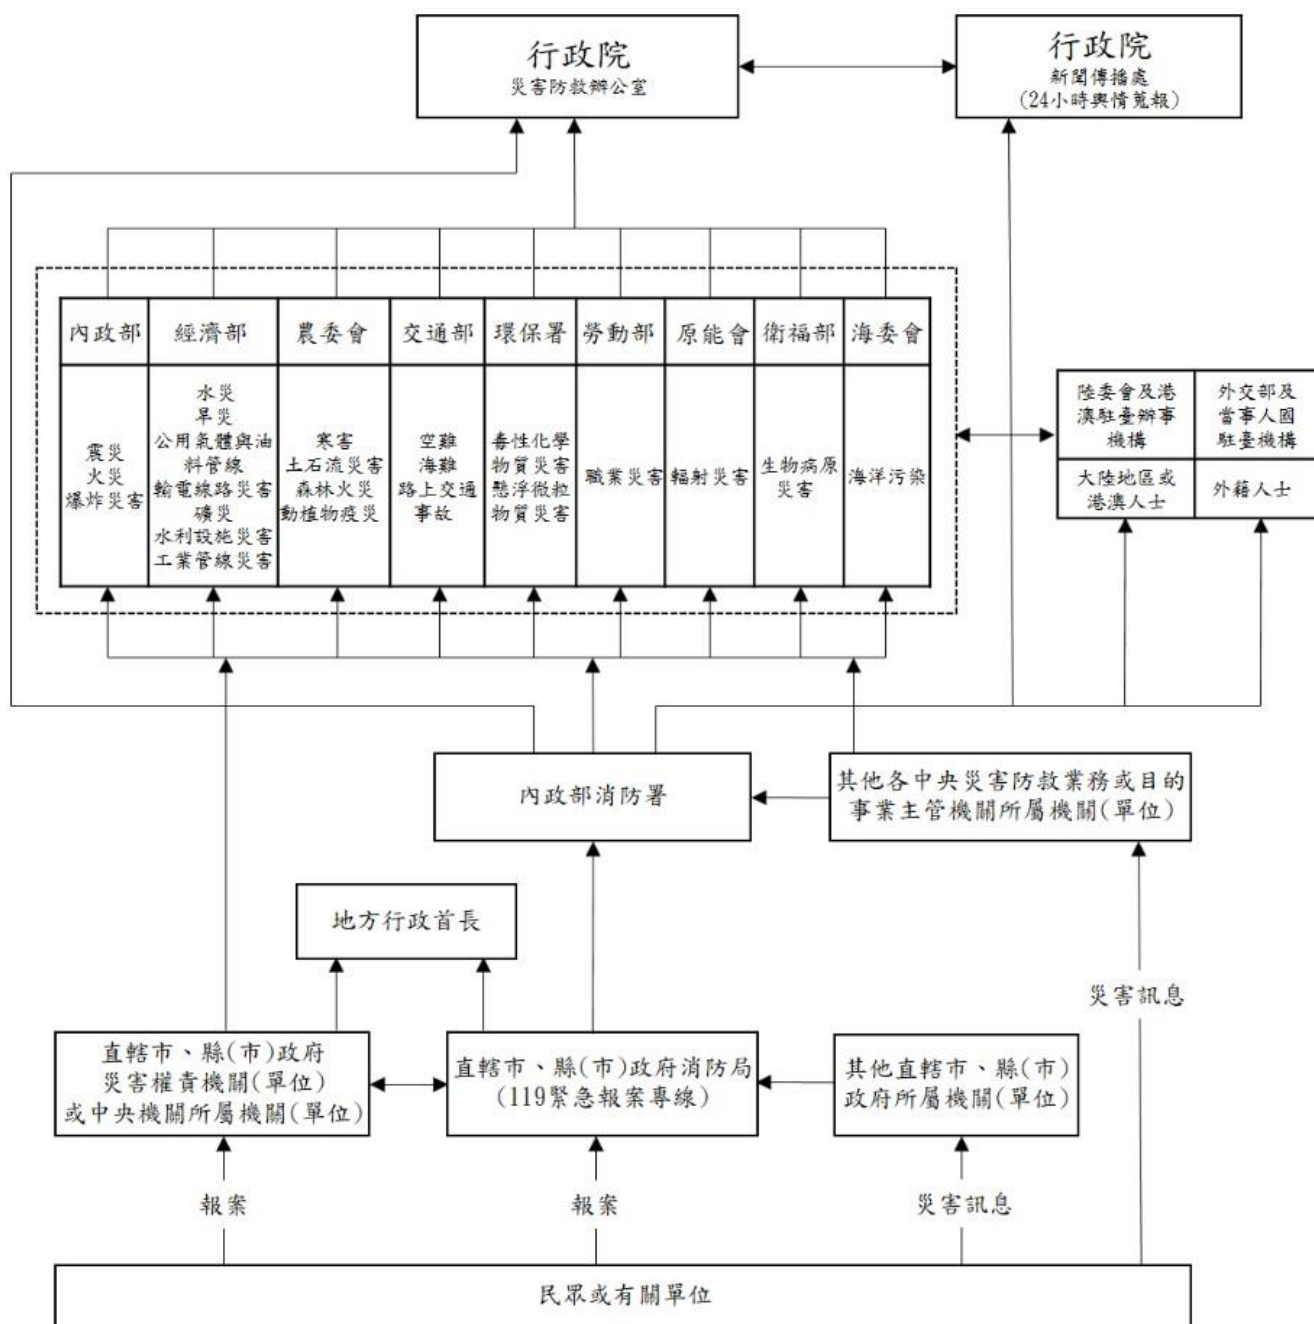 行政院
災害防救辦公室
行政院
新聞傳播處
(24小時輿情蒐報)
內政部
經濟部
農委會
交通部
環保署
勞動部
原能會
衛福部
海委會
震災
火災
爆炸災害
水災
旱災
公用氣體與油
料管線
輸電線路災害
礦災
水利設施災害
工業管線災害
寒害
土石流災害
森林火災
動植物疫災
空難
海難
路上交通
事故
毒性化學
物質災害
懸浮微粒
物質災害
職業災害
輻射災害
生物病原
災害
海洋污染
陸委會及港
澳駐臺辦事
機構
外交部及
當事人國
駐臺機構
大陸地區或
港澳人士
外籍人士
內政部消防署
其他各中央災害防救業務或目的
事業主管機關所屬機關(單位)
地方行政首長
災害訊息
直轄市、縣(市)政府
災害權責機關(單位)
或中央機關所屬機關(單位)
直轄市、縣(市)政府消防局
(119緊急報案專線)
其他直轄市、縣(市)
政府所屬機關(單位)
報案
報案
災害訊息
民眾或有關單位